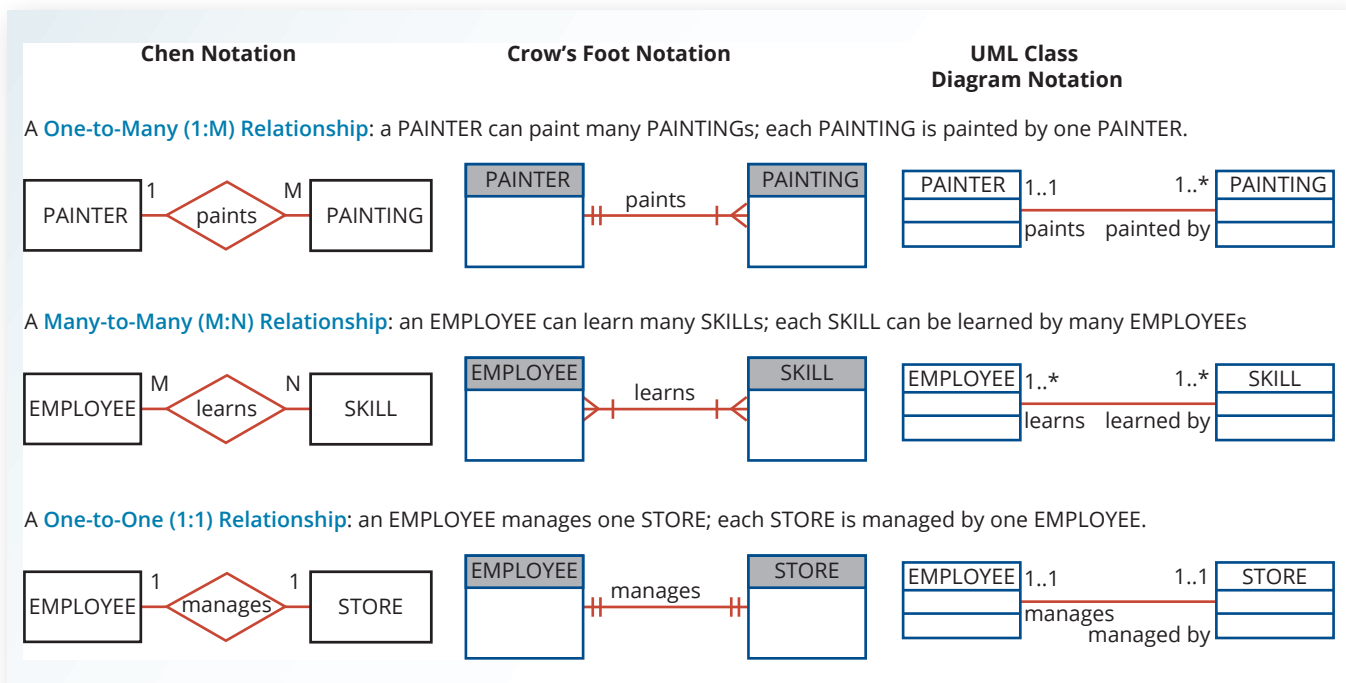 Chen Notation
Crow's Foot Notation
UML Class
Diagram Notation
A One-to-Many (1:M) Relationship: a PAINTER can paint many PAINTINGs; each PAINTING is painted by one PAINTER.
PAINTER
1
paints
M
PAINTING
PAINTER
paints
PAINTING
PAINTER
1..1
1..*
PAINTING
paints
painted by
A Many-to-Many (M:N) Relationship: an EMPLOYEE can learn many SKILLs; each SKILL can be learned by many EMPLOYEEs
EMPLOYEE
M
learns
N
SKILL
EMPLOYEE
learns
SKILL
EMPLOYEE
1..*
1..*
SKILL
learns
learned by
A One-to-One (1:1) Relationship: an EMPLOYEE manages one STORE; each STORE is managed by one EMPLOYEE.
EMPLOYEE
1
manages
1
STORE
EMPLOYEE
manages
STORE
EMPLOYEE
1..1
1..1
STORE
manages
managed by